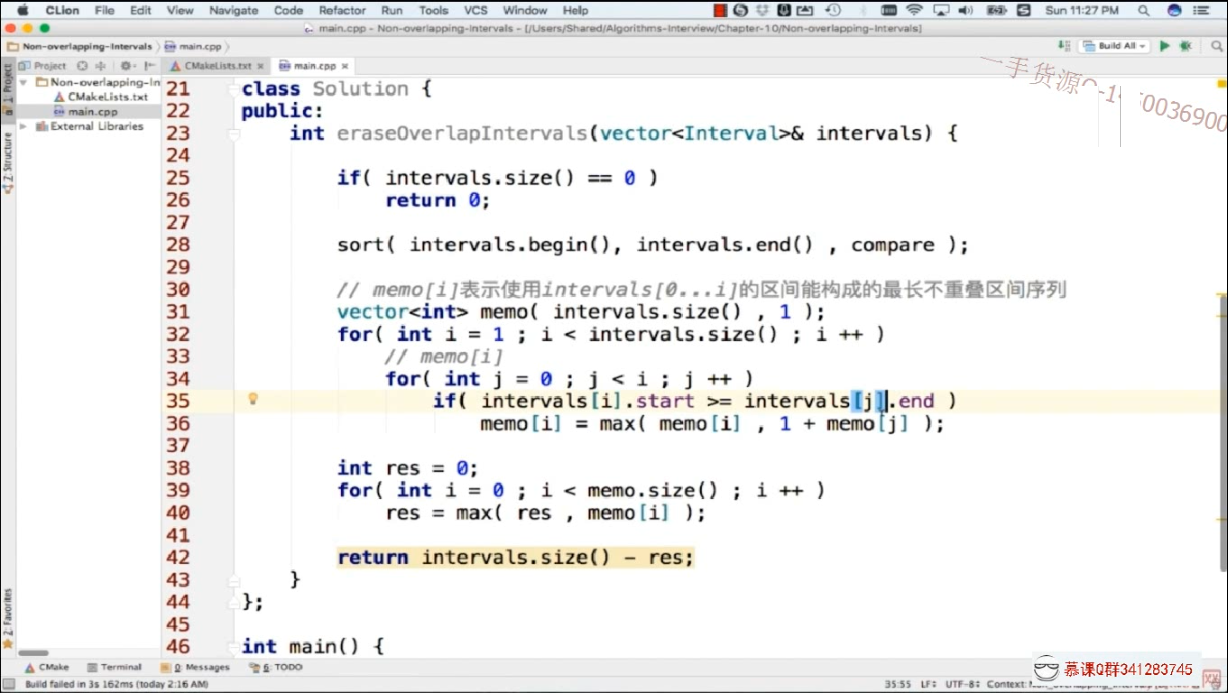 CLion File Edit View Navigate Code Refactor Run Tools VCS Window Help Sun 11:27 PM
main.cpp - Non-overlapping-Intervals - [/Users/Shared/Algorithms-Interview/Chapter-10/Non-overlapping-Intervals]
Non-overlapping-Intervals main.cpp Build All
Project CMakeLists.txt main.cpp
Non-overlapping-In
CMakeLists.txt
main.cpp
External Libraries
1: Project
7: Structure
2: Favorites
21 class Solution {
22 public:
23 int eraseOverlapIntervals(vector<Interval>& intervals) {
24
25 if( intervals.size() == 0 )
26 return 0;
27
28 sort( intervals.begin(), intervals.end() , compare );
29
30 // memo[i]表示使用intervals[0...i]的区间能构成的最长不重叠区间序列
31 vector<int> memo( intervals.size() , 1 );
32 for( int i = 1 ; i < intervals.size() ; i ++ )
33 // memo[i]
34 for( int j = 0 ; j < i ; j ++ )
35 if( intervals[i].start >= intervals[j].end )
36 memo[i] = max( memo[i] , 1 + memo[j] );
37
38 int res = 0;
39 for( int i = 0 ; i < memo.size() ; i ++ )
40 res = max( res , memo[i] );
41
42 return intervals.size() - res;
43 }
44 };
45
46 int main() {
一手货源
CMake Terminal 0: Messages 6: TODO
慕课Q群341283745
Build failed in 3s 162ms (today 2:16 AM) 35:55 LF UTF-8 Context: